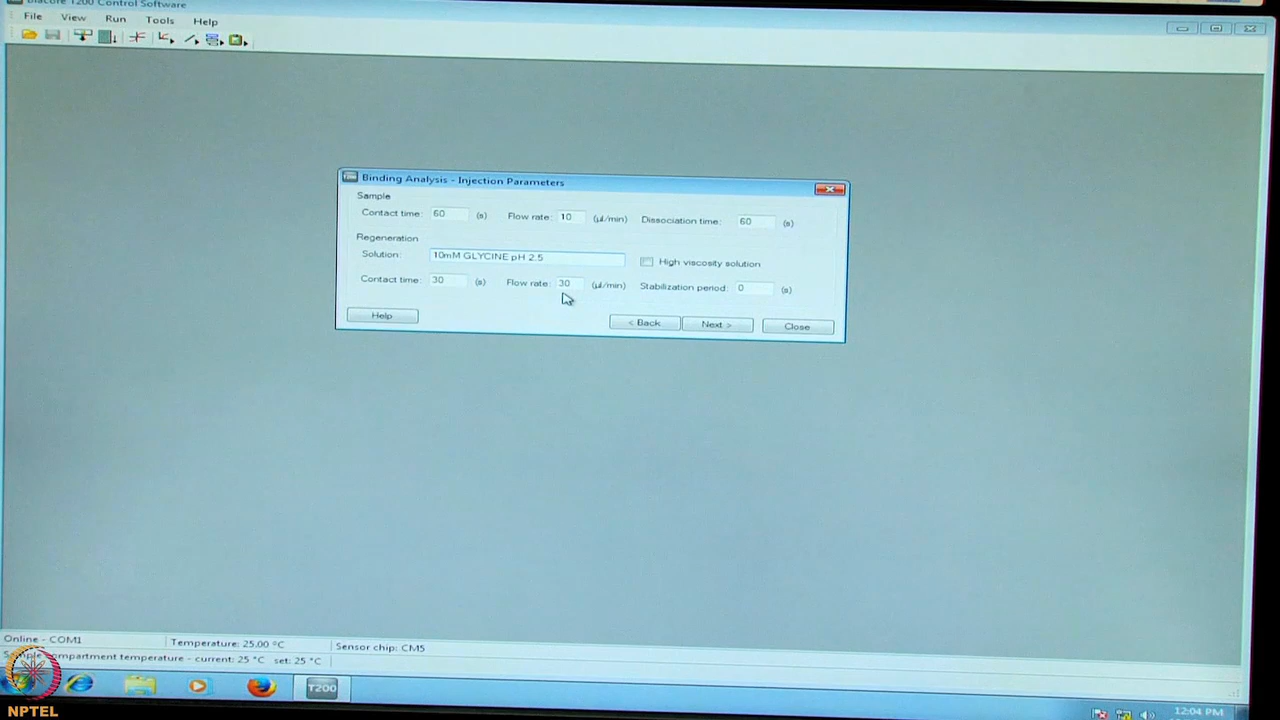 Biacore T200 Control Software
File View Run Tools Help
Binding Analysis - Injection Parameters
Sample
Contact time: 60 (s) Flow rate: 10 (µl/min) Dissociation time: 60 (s)
Regeneration
Solution: 10mM GLYCINE pH 2.5 High viscosity solution
Contact time: 30 (s) Flow rate: 30 (µl/min) Stabilization period: 0 (s)
Help < Back Next > Close
Online - COM1 Temperature: 25.00 °C Sensor chip: CM5
compartment temperature - current: 25 °C set: 25 °C
T200
12:04 PM
NPTEL